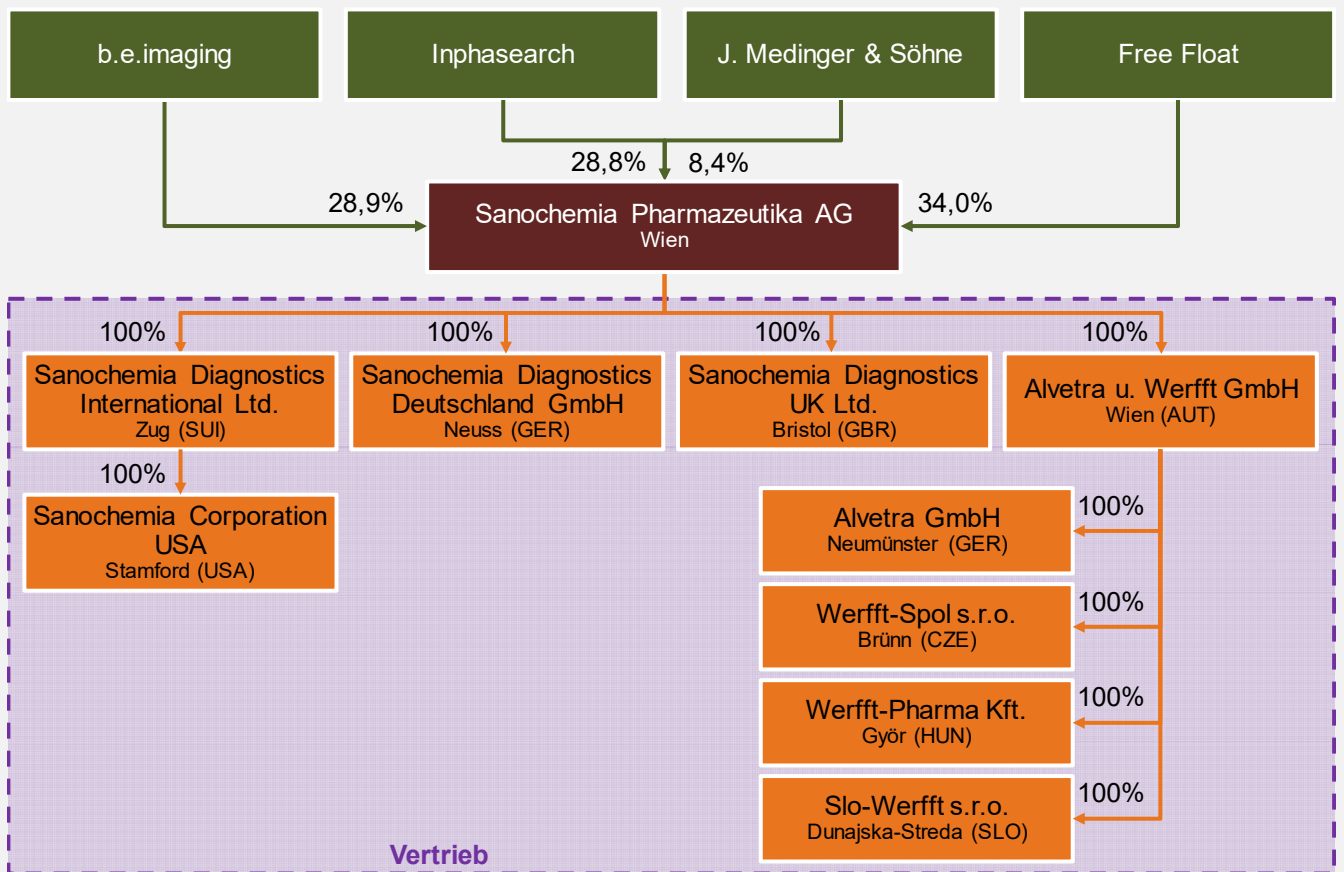 b.e.imaging
Inphasearch
J. Medinger & Söhne
Free Float
28,8%
8,4%
28,9%
34,0%
Sanochemia Pharmazeutika AG
Wien
100%
100%
100%
100%
Sanochemia Diagnostics
International Ltd.
Zug (SUI)
Sanochemia Diagnostics
Deutschland GmbH
Neuss (GER)
Sanochemia Diagnostics
UK Ltd.
Bristol (GBR)
Alvetra u. Werfft GmbH
Wien (AUT)
100%
Sanochemia Corporation
USA
Stamford (USA)
Alvetra GmbH
Neumünster (GER)
100%
Werfft-Spol s.r.o.
Brünn (CZE)
100%
Werfft-Pharma Kft.
Györ (HUN)
100%
Slo-Werfft s.r.o.
Dunajska-Streda (SLO)
100%
Vertrieb